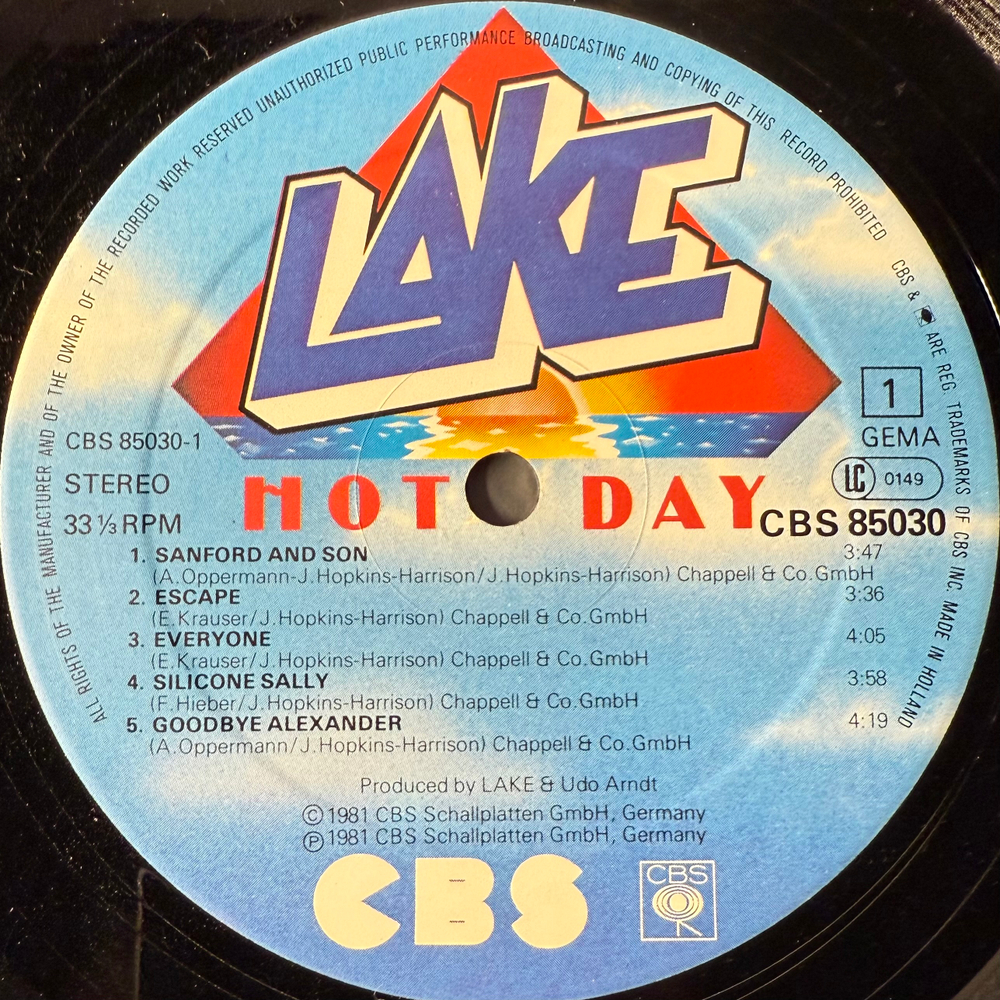 ALL RIGHTS OF THE MANUFACTURER AND OF THE OWNER OF THE RECORDED WORK RESERVED UNAUTHORIZED PUBLIC PERFORMANCE BROADCASTING AND COPYING OF THIS RECORD PROHIBITED
CBS & ARE REG. TRADEMARKS OF CBS INC. MADE IN HOLLAND
LAKE
1
GEMA
CBS 85030-1
STEREO
LC 0149
33 ⅓ RPM
HOT DAY
CBS 85030
1. SANFORD AND SON 3:47
(A.Oppermann-J.Hopkins-Harrison/J.Hopkins-Harrison) Chappell & Co.GmbH
2. ESCAPE 3:36
(E.Krauser/J.Hopkins-Harrison) Chappell & Co.GmbH
3. EVERYONE 4:05
(E.Krauser/J.Hopkins-Harrison) Chappell & Co.GmbH
4. SILICONE SALLY 3:58
(F.Hieber/J.Hopkins-Harrison) Chappell & Co.GmbH
5. GOODBYE ALEXANDER 4:19
(A.Oppermann/J.Hopkins-Harrison) Chappell & Co.GmbH
Produced by LAKE & Udo Arndt
© 1981 CBS Schallplatten GmbH, Germany
℗ 1981 CBS Schallplatten GmbH, Germany
CBS
CBS